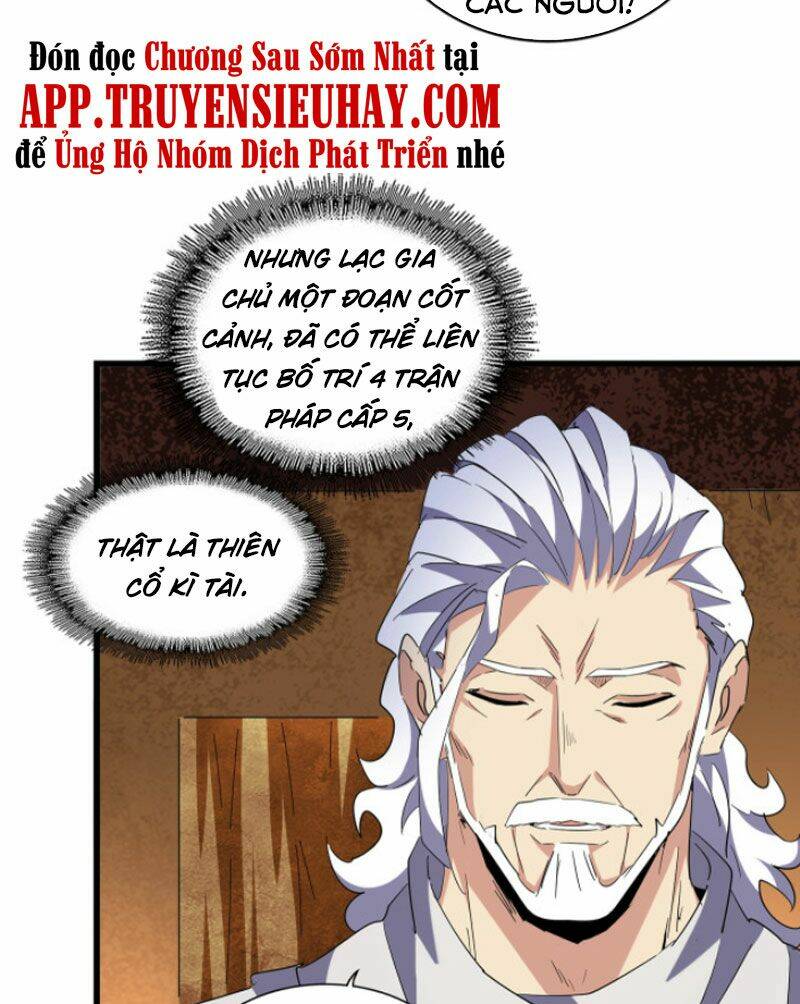 CÁC NGƯƠI?
Đón đọc Chương Sau Sớm Nhất tại
APP.TRUYENSIEUHAY.COM
để Ủng Hộ Nhóm Dịch Phát Triển nhé
NHƯNG LẠC GIA
CHỦ MỘT ĐOẠN CỐT
CẢNH, ĐÃ CÓ THỂ LIÊN
TỤC BỐ TRÍ 4 TRẬN
PHÁP CẤP 5,
THẬT LÀ THIÊN
CỔ KÌ TÀI.